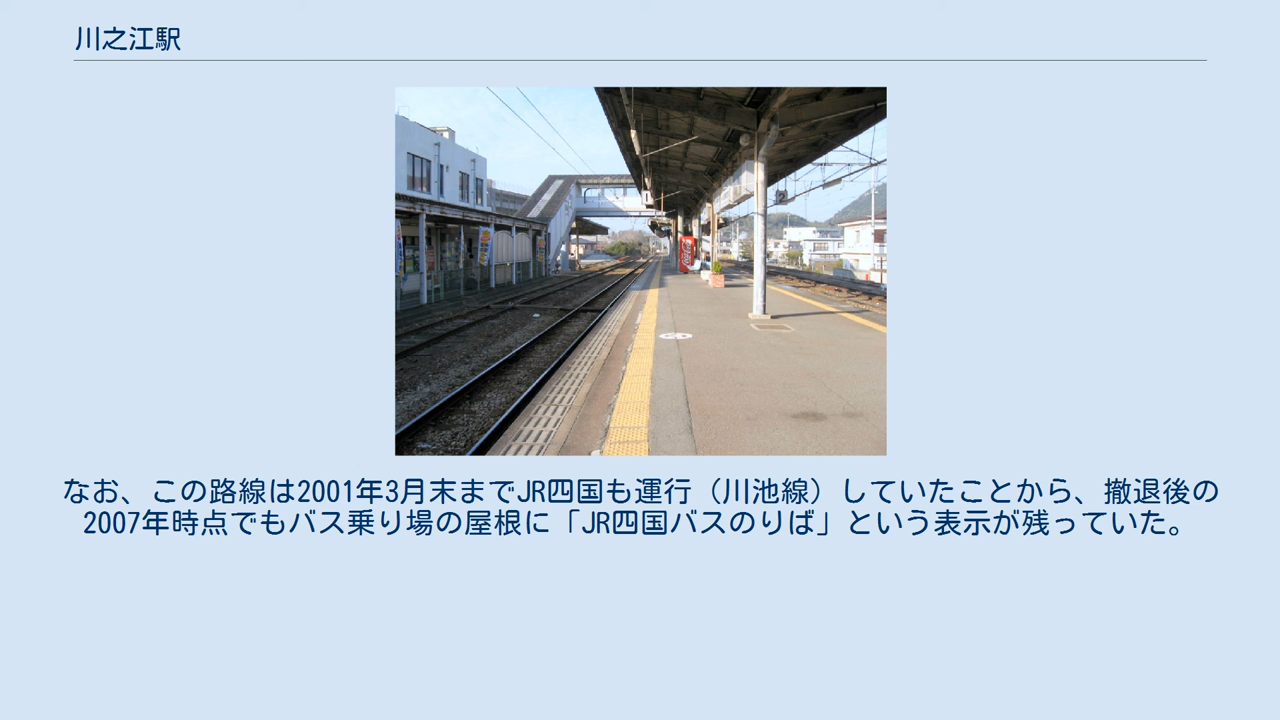 川之江駅
なお、この路線は2001年3月末までJR四国も運行（川池線）していたことから、撤退後の
2007年時点でもバス乗り場の屋根に「JR四国バスのりば」という表示が残っていた。